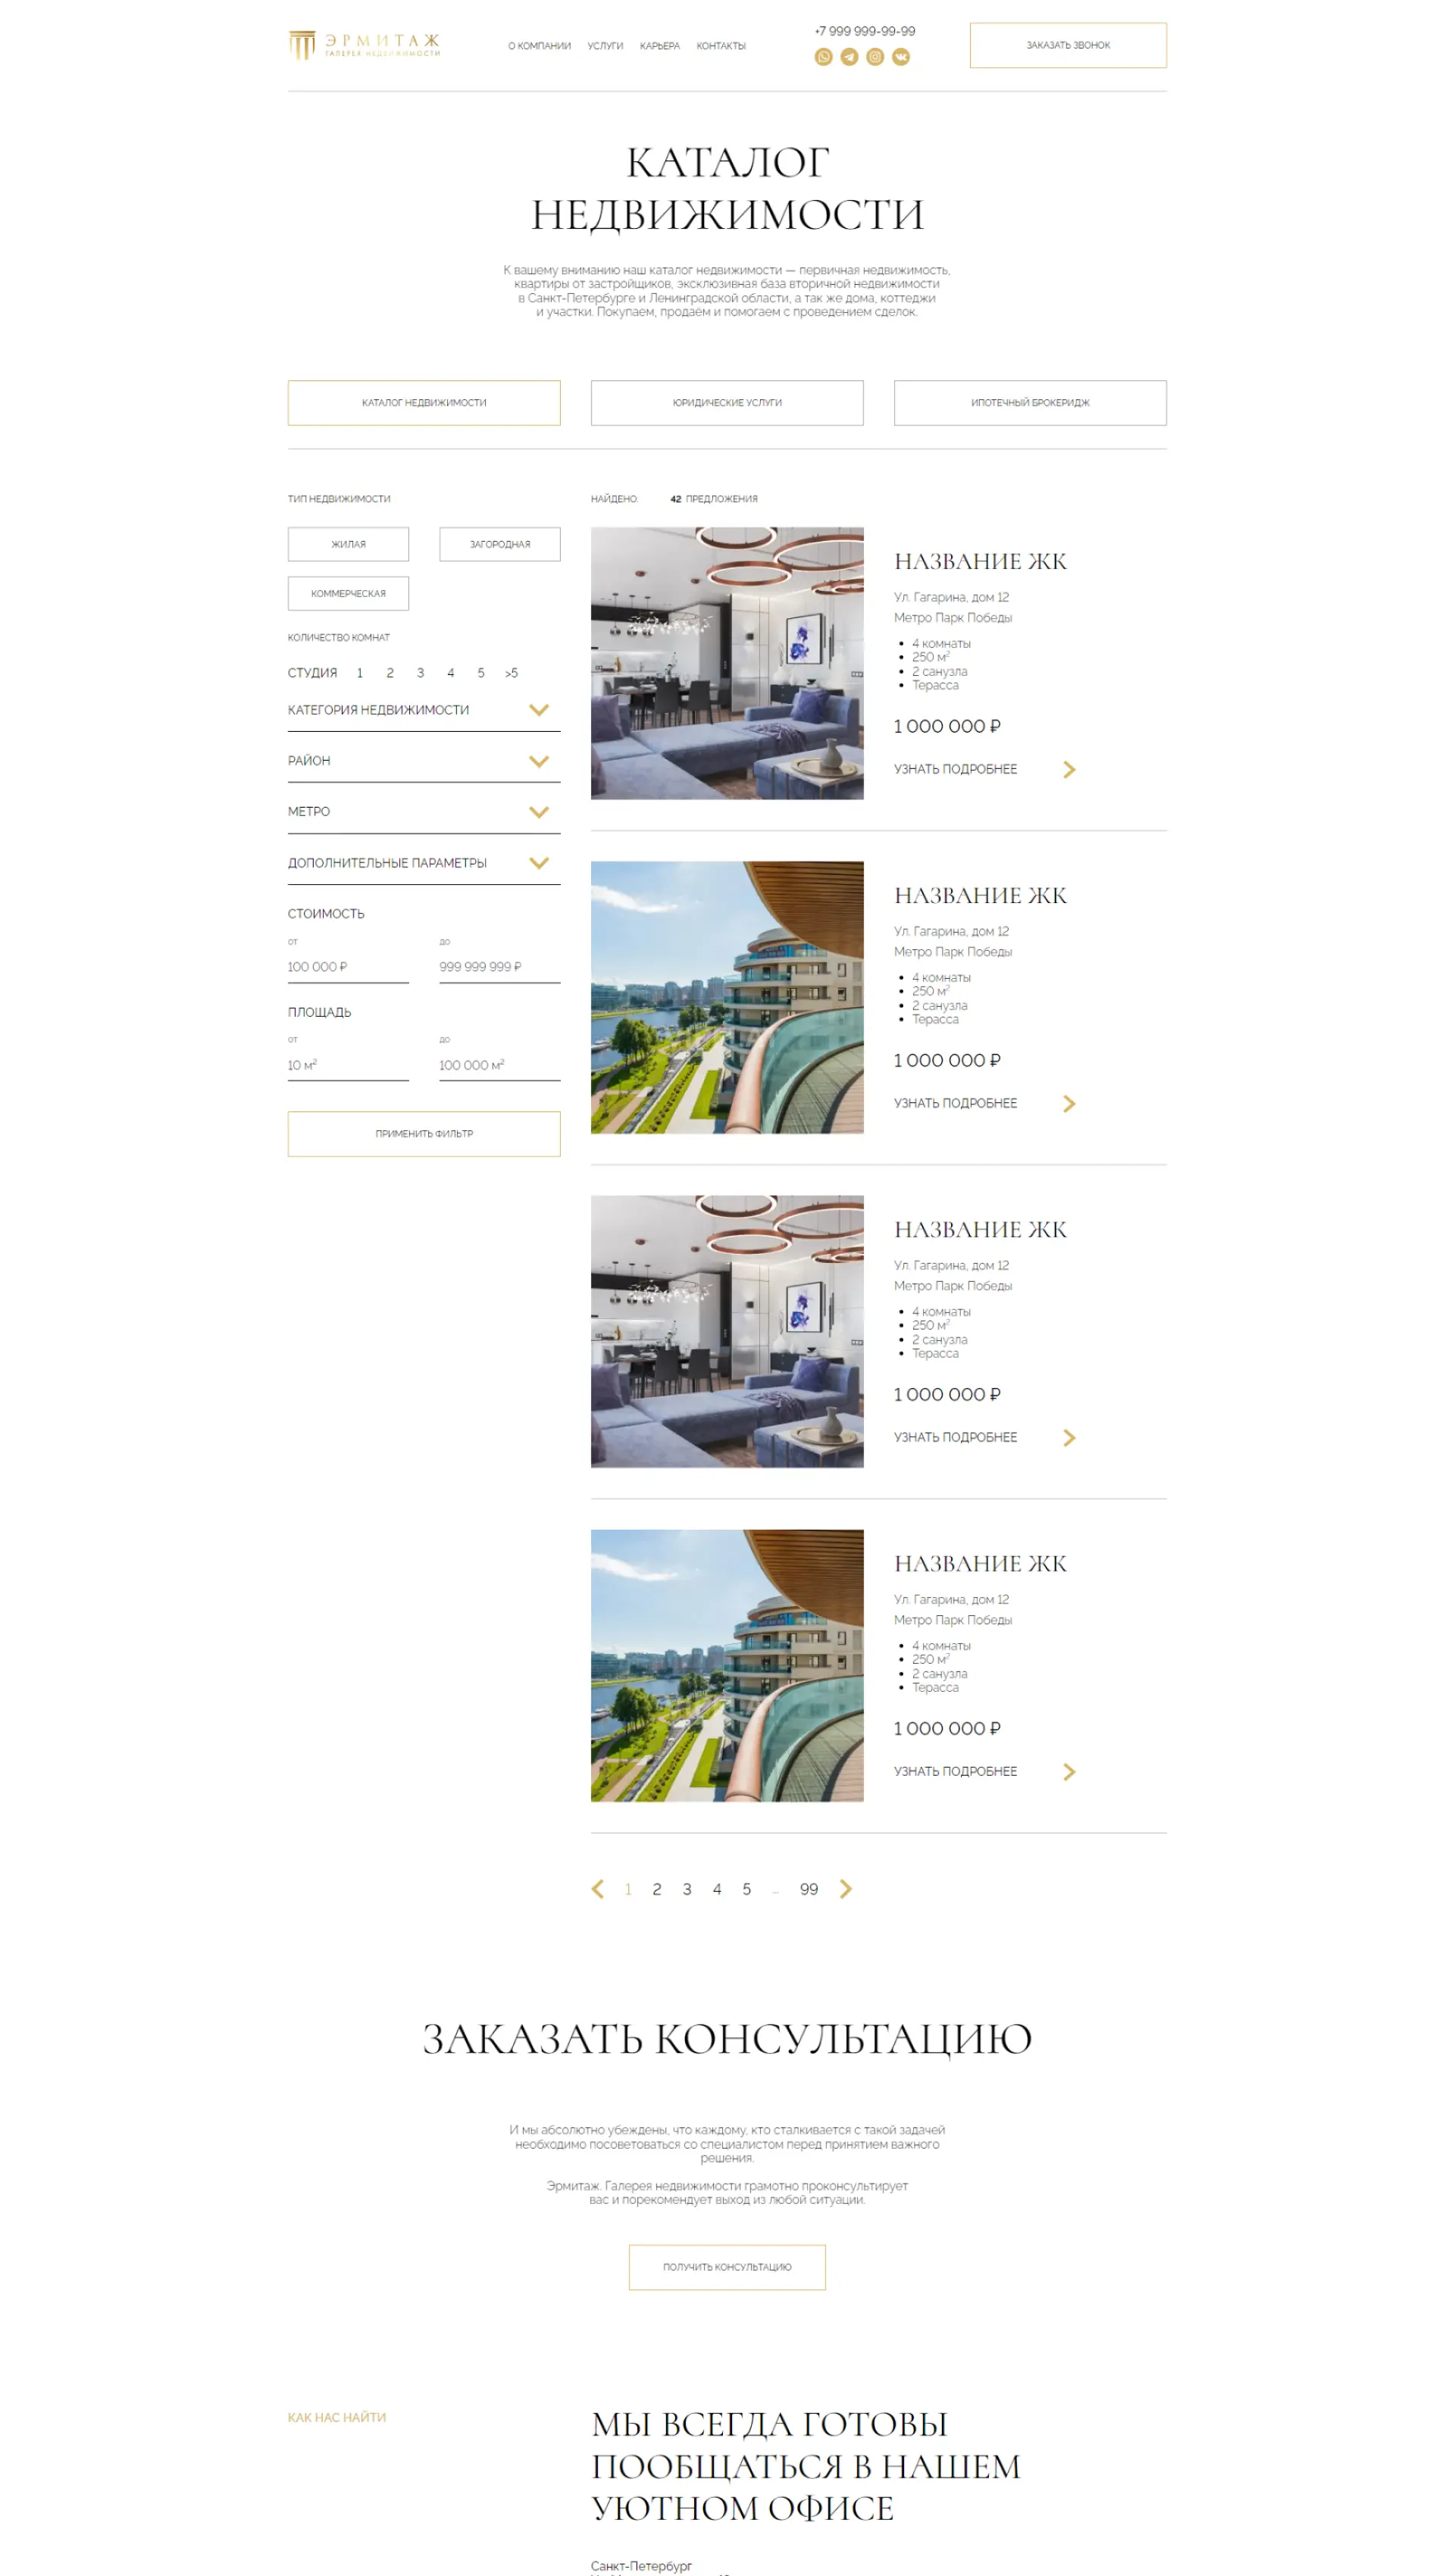 ЭРМИТАЖ
ГАЛЕРЕЯ НЕДВИЖИМОСТИ
О КОМПАНИИ
УСЛУГИ
КАРЬЕРА
КОНТАКТЫ
+7 999 999-99-99
ЗАКАЗАТЬ ЗВОНОК
КАТАЛОГ
НЕДВИЖИМОСТИ
К вашему вниманию наш каталог недвижимости — первичная недвижимость,
квартиры от застройщиков, эксклюзивная база вторичной недвижимости
в Санкт-Петербурге и Ленинградской области, а так же дома, коттеджи
и участки. Покупаем, продаём и помогаем с проведением сделок.
КАТАЛОГ НЕДВИЖИМОСТИ
ЮРИДИЧЕСКИЕ УСЛУГИ
ИПОТЕЧНЫЙ БРОКЕРИДЖ
ТИП НЕДВИЖИМОСТИ
ЖИЛАЯ
ЗАГОРОДНАЯ
КОММЕРЧЕСКАЯ
КОЛИЧЕСТВО КОМНАТ
СТУДИЯ 1 2 3 4 5 >5
КАТЕГОРИЯ НЕДВИЖИМОСТИ
РАЙОН
МЕТРО
ДОПОЛНИТЕЛЬНЫЕ ПАРАМЕТРЫ
СТОИМОСТЬ
от до
100 000 ₽ 999 999 999 ₽
ПЛОЩАДЬ
от до
10 м² 100 000 м²
ПРИМЕНИТЬ ФИЛЬТР
НАЙДЕНО: 42 ПРЕДЛОЖЕНИЯ
НАЗВАНИЕ ЖК
Ул. Гагарина, дом 12
Метро Парк Победы
• 4 комнаты
• 250 м²
• 2 санузла
• Терасса
1 000 000 ₽
УЗНАТЬ ПОДРОБНЕЕ
НАЗВАНИЕ ЖК
Ул. Гагарина, дом 12
Метро Парк Победы
• 4 комнаты
• 250 м²
• 2 санузла
• Терасса
1 000 000 ₽
УЗНАТЬ ПОДРОБНЕЕ
НАЗВАНИЕ ЖК
Ул. Гагарина, дом 12
Метро Парк Победы
• 4 комнаты
• 250 м²
• 2 санузла
• Терасса
1 000 000 ₽
УЗНАТЬ ПОДРОБНЕЕ
НАЗВАНИЕ ЖК
Ул. Гагарина, дом 12
Метро Парк Победы
• 4 комнаты
• 250 м²
• 2 санузла
• Терасса
1 000 000 ₽
УЗНАТЬ ПОДРОБНЕЕ
1 2 3 4 5 ... 99
ЗАКАЗАТЬ КОНСУЛЬТАЦИЮ
И мы абсолютно убеждены, что каждому, кто сталкивается с такой задачей
необходимо посоветоваться со специалистом перед принятием важного
решения.
Эрмитаж. Галерея недвижимости грамотно проконсультирует
вас и порекомендует выход из любой ситуации.
ПОЛУЧИТЬ КОНСУЛЬТАЦИЮ
КАК НАС НАЙТИ
МЫ ВСЕГДА ГОТОВЫ
ПООБЩАТЬСЯ В НАШЕМ
УЮТНОМ ОФИСЕ
Санкт-Петербург